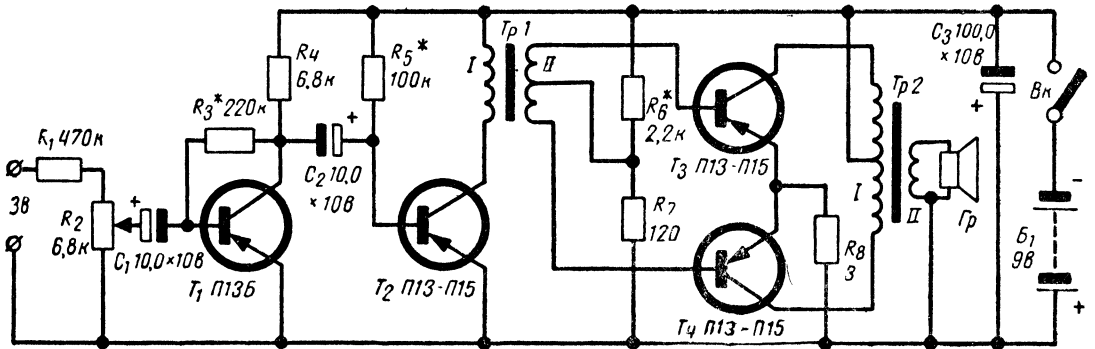 R₁ 470к
Зв
R₂
6,8к
+
C₁ 10,0×10в
R₃* 220к
R₄
6,8к
T₁ П13Б
C₂ 10,0
×10в
+
R₅*
100к
T₂ П13-П15
Тр 1
I
II
R₆*
2,2к
R₇
120
T₃ П13-П15
T₄ П13-П15
R₈
3
Тр 2
I
II
Гр
C₃ 100,0
×10в
+
Вк
-
Б₁
9в
+